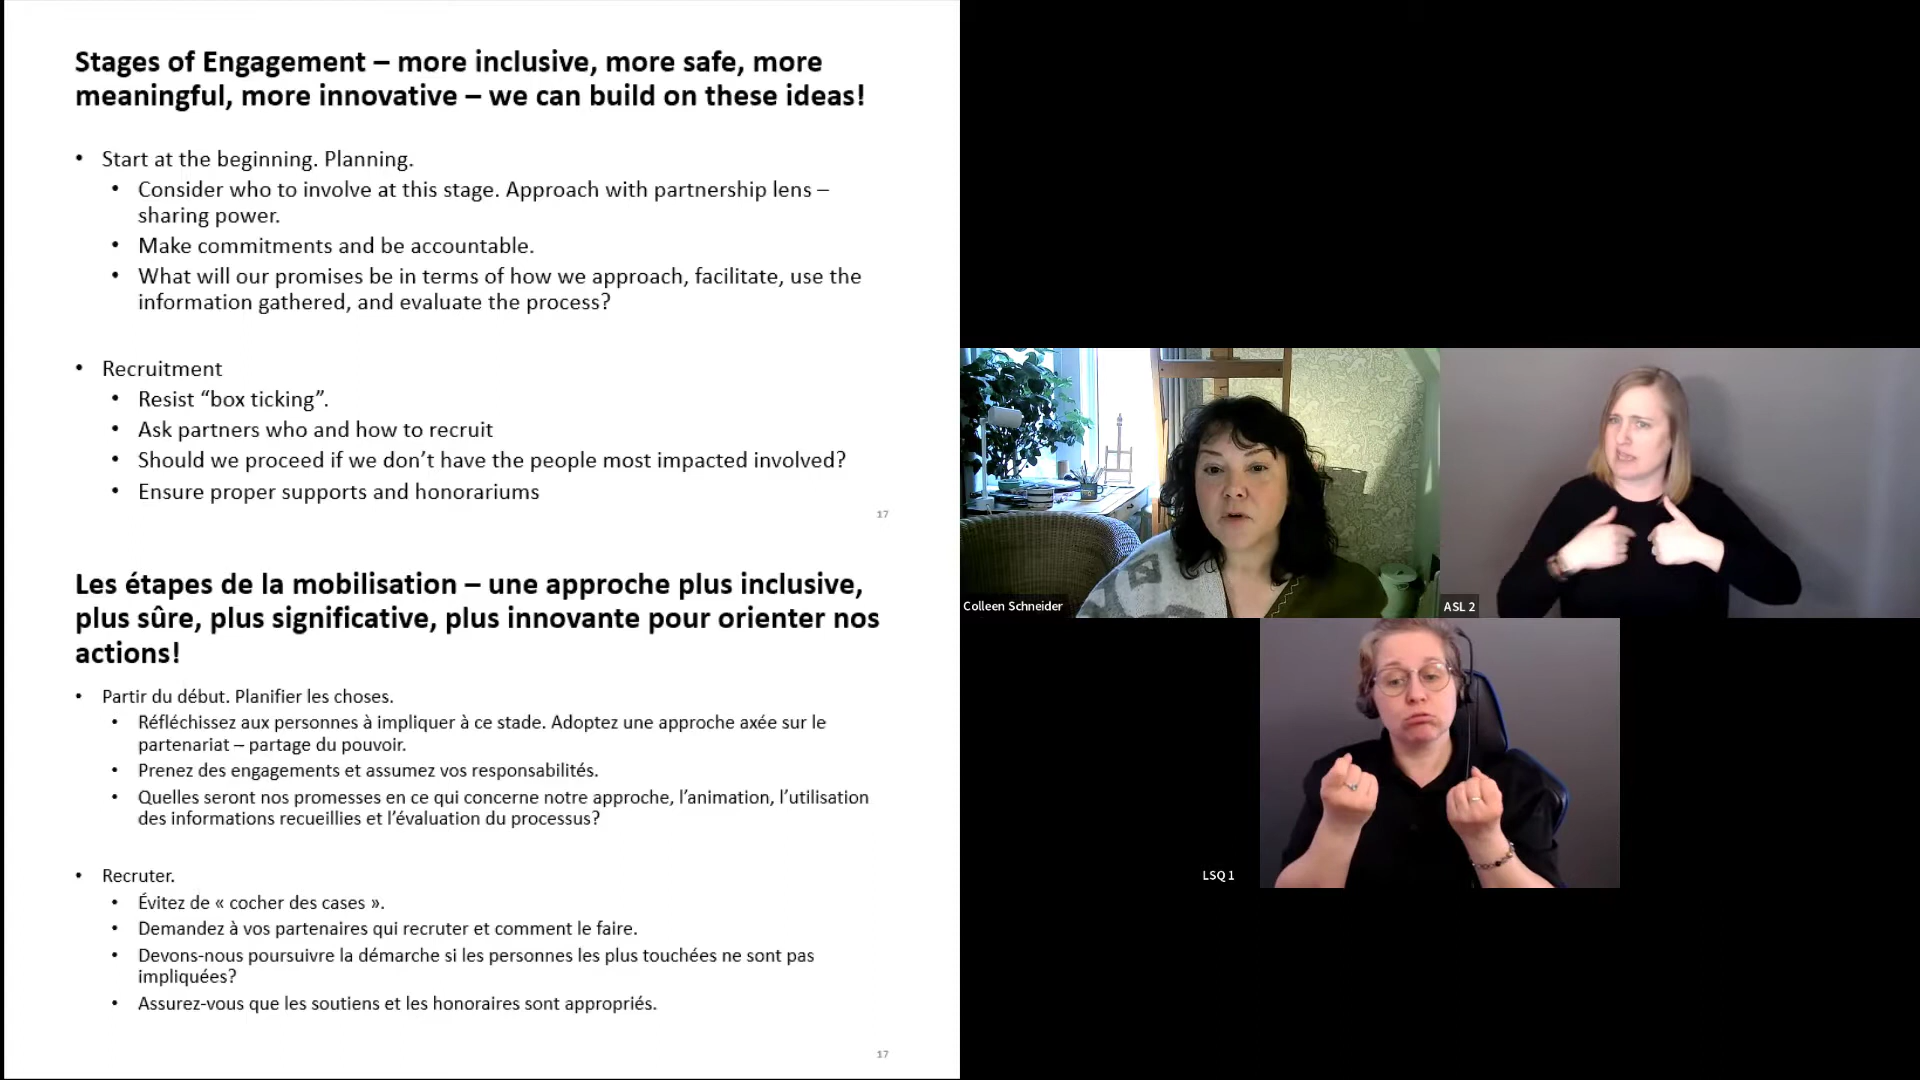 Stages of Engagement – more inclusive, more safe, more
meaningful, more innovative – we can build on these ideas!
• Start at the beginning. Planning.
• Consider who to involve at this stage. Approach with partnership lens –
sharing power.
• Make commitments and be accountable.
• What will our promises be in terms of how we approach, facilitate, use the
information gathered, and evaluate the process?
• Recruitment
• Resist “box ticking”.
• Ask partners who and how to recruit
• Should we proceed if we don’t have the people most impacted involved?
• Ensure proper supports and honorariums
17
Les étapes de la mobilisation – une approche plus inclusive,
plus sûre, plus significative, plus innovante pour orienter nos
actions!
• Partir du début. Planifier les choses.
• Réfléchissez aux personnes à impliquer à ce stade. Adoptez une approche axée sur le
partenariat – partage du pouvoir.
• Prenez des engagements et assumez vos responsabilités.
• Quelles seront nos promesses en ce qui concerne notre approche, l’animation, l’utilisation
des informations recueillies et l’évaluation du processus?
• Recruter.
• Évitez de « cocher des cases ».
• Demandez à vos partenaires qui recruter et comment le faire.
• Devons-nous poursuivre la démarche si les personnes les plus touchées ne sont pas
impliquées?
• Assurez-vous que les soutiens et les honoraires sont appropriés.
17
Colleen Schneider
ASL 2
LSQ 1